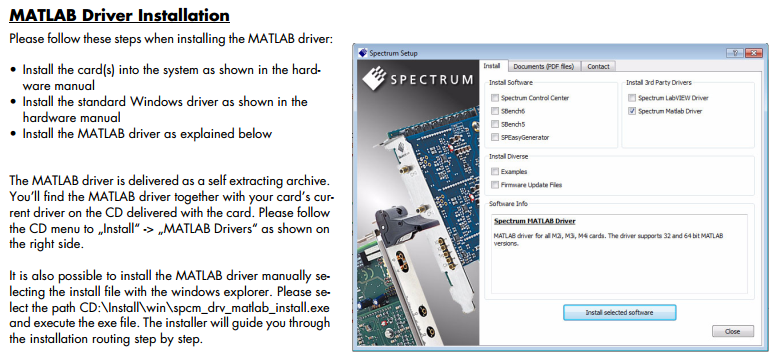 MATLAB Driver Installation
Please follow these steps when installing the MATLAB driver:
• Install the card(s) into the system as shown in the hard-
ware manual
• Install the standard Windows driver as shown in the
hardware manual
• Install the MATLAB driver as explained below
The MATLAB driver is delivered as a self extracting archive.
You'll find the MATLAB driver together with your card's cur-
rent driver on the CD delivered with the card. Please follow
the CD menu to „Install“ -> „MATLAB Drivers“ as shown on
the right side.
It is also possible to install the MATLAB driver manually se-
lecting the install file with the windows explorer. Please se-
lect the path CD:\Install\win\spcm_drv_matlab_install.exe
and execute the exe file. The installer will guide you through
the installation routing step by step.
Spectrum Setup
SPECTRUM
Install
Documents (PDF files)
Contact
Install Software
Spectrum Control Center
SBench6
SBench5
SPEasyGenerator
Install 3rd Party Drivers
Spectrum LabVIEW Driver
Spectrum Matlab Driver
Install Diverse
Examples
Firmware Update Files
Software Info
Spectrum MATLAB Driver
MATLAB driver for all M2i, M3i, M4i cards. The driver supports 32 and 64 bit MATLAB
versions.
Install selected software
Close